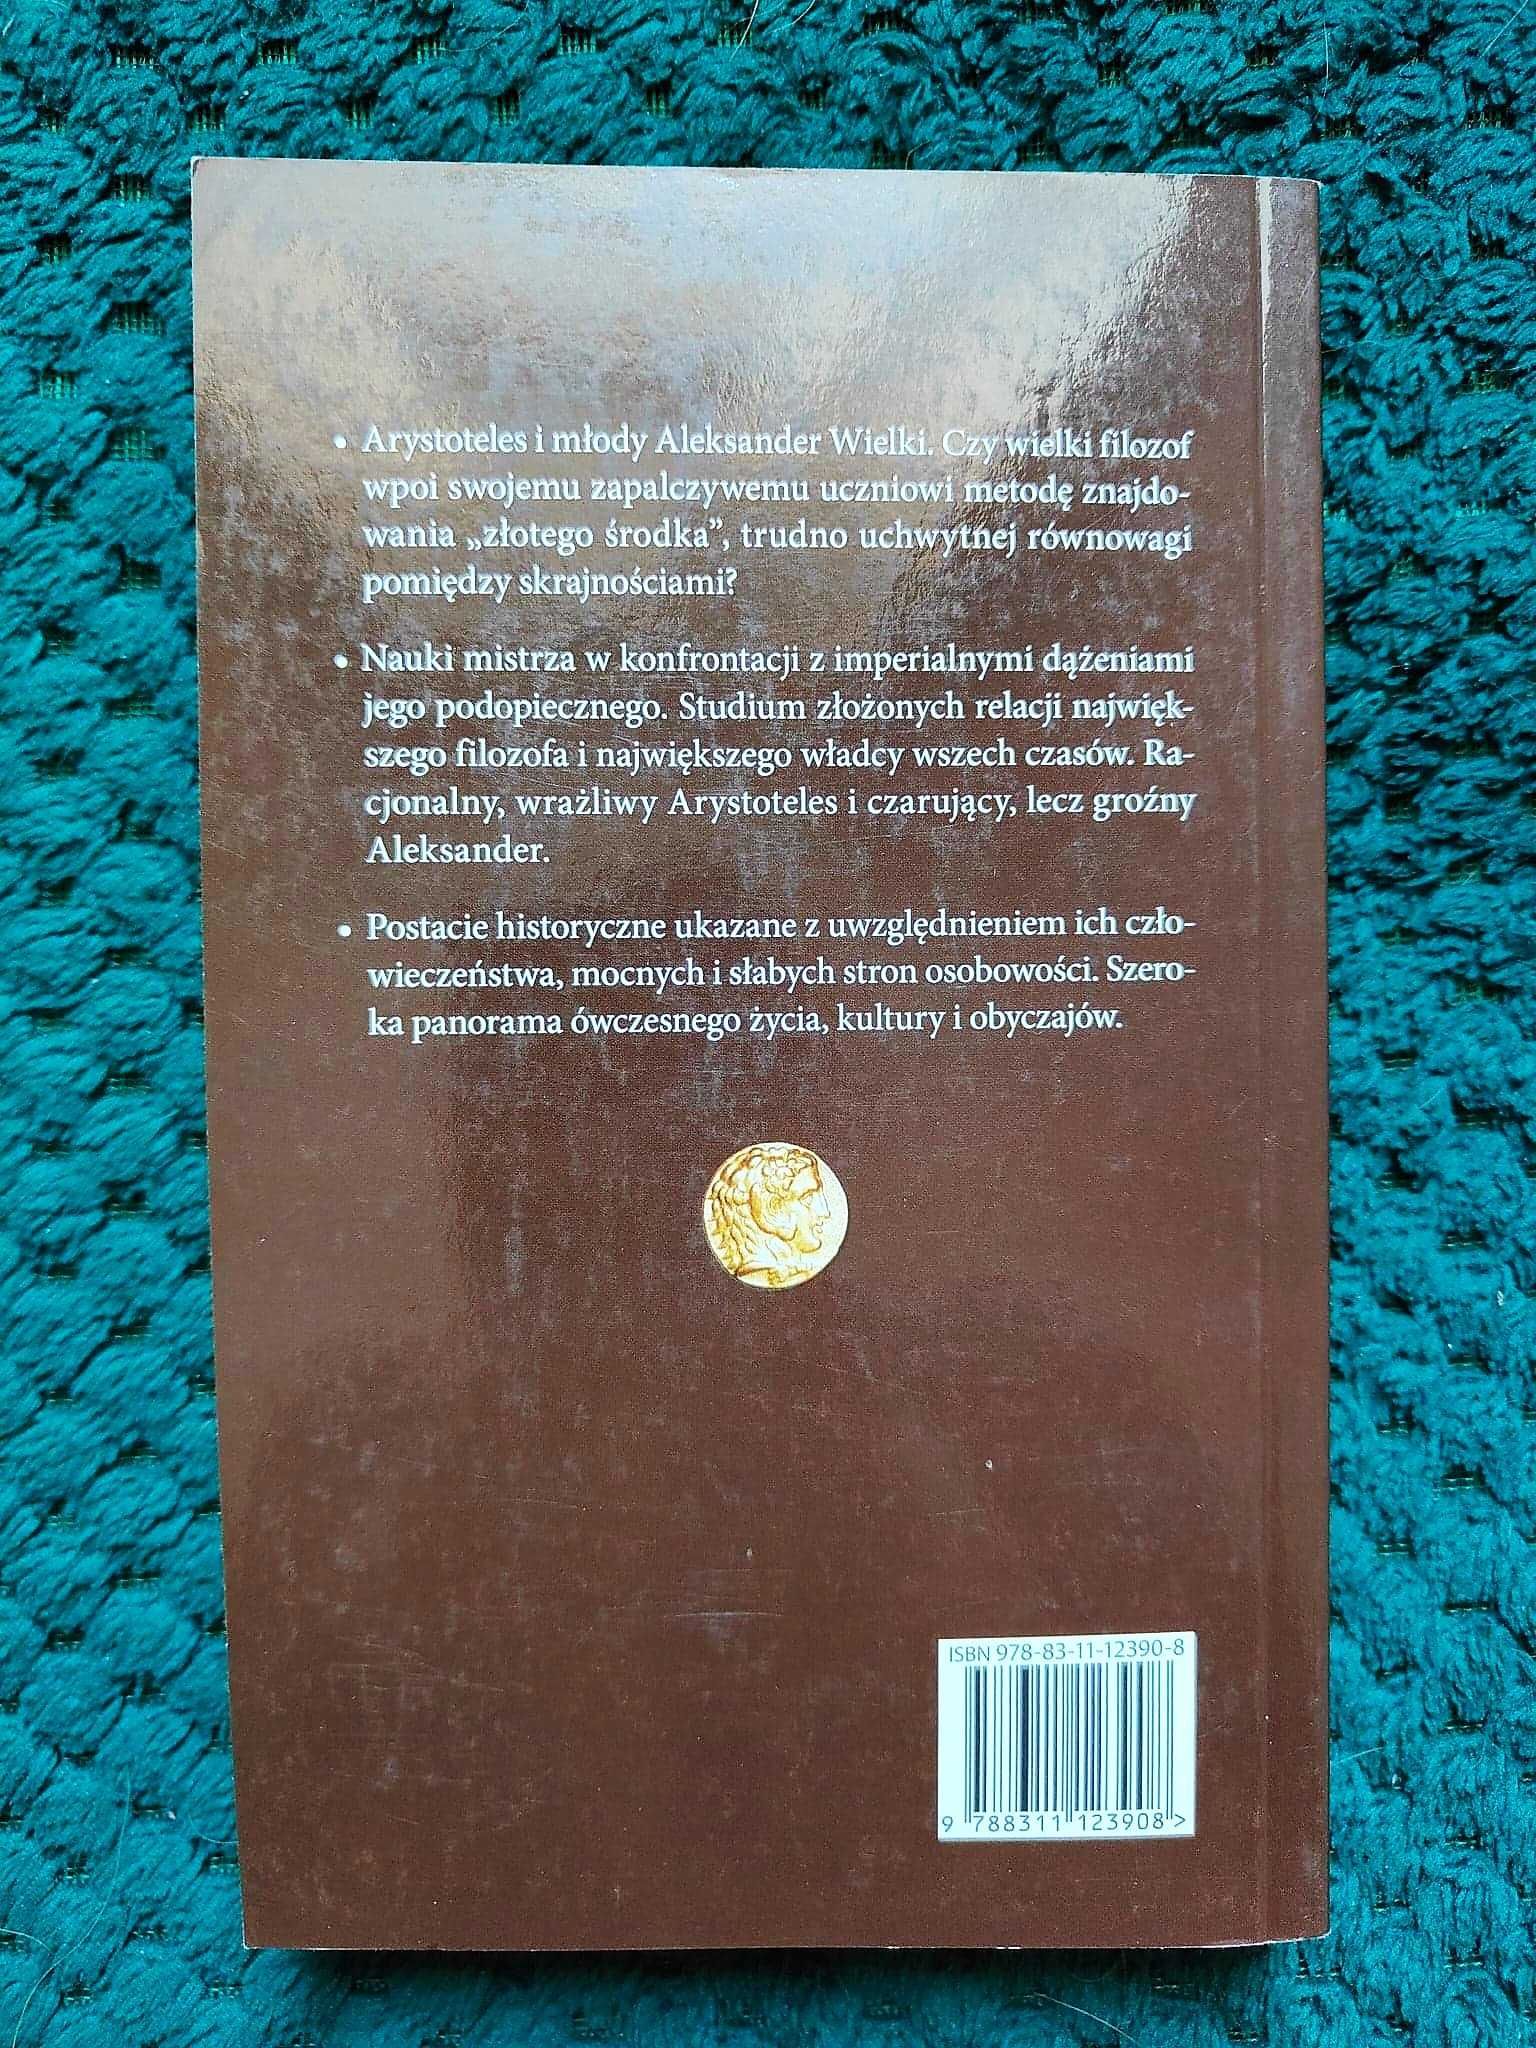 • Arystoteles i młody Aleksander Wielki. Czy wielki filozof
wpoi swojemu zapalczywemu uczniowi metodę znajdo-
wania „złotego środka”, trudno uchwytnej równowagi
pomiędzy skrajnościami?
• Nauki mistrza w konfrontacji z imperialnymi dążeniami
jego podopiecznego. Studium złożonych relacji najwięk-
szego filozofa i największego władcy wszech czasów. Ra-
cjonalny, wrażliwy Arystoteles i czarujący, lecz groźny
Aleksander.
• Postacie historyczne ukazane z uwzględnieniem ich czło-
wieczeństwa, mocnych i słabych stron osobowości. Szero-
ka panorama ówczesnego życia, kultury i obyczajów.
ISBN 978-83-11-12390-8
9 788311 123908 >